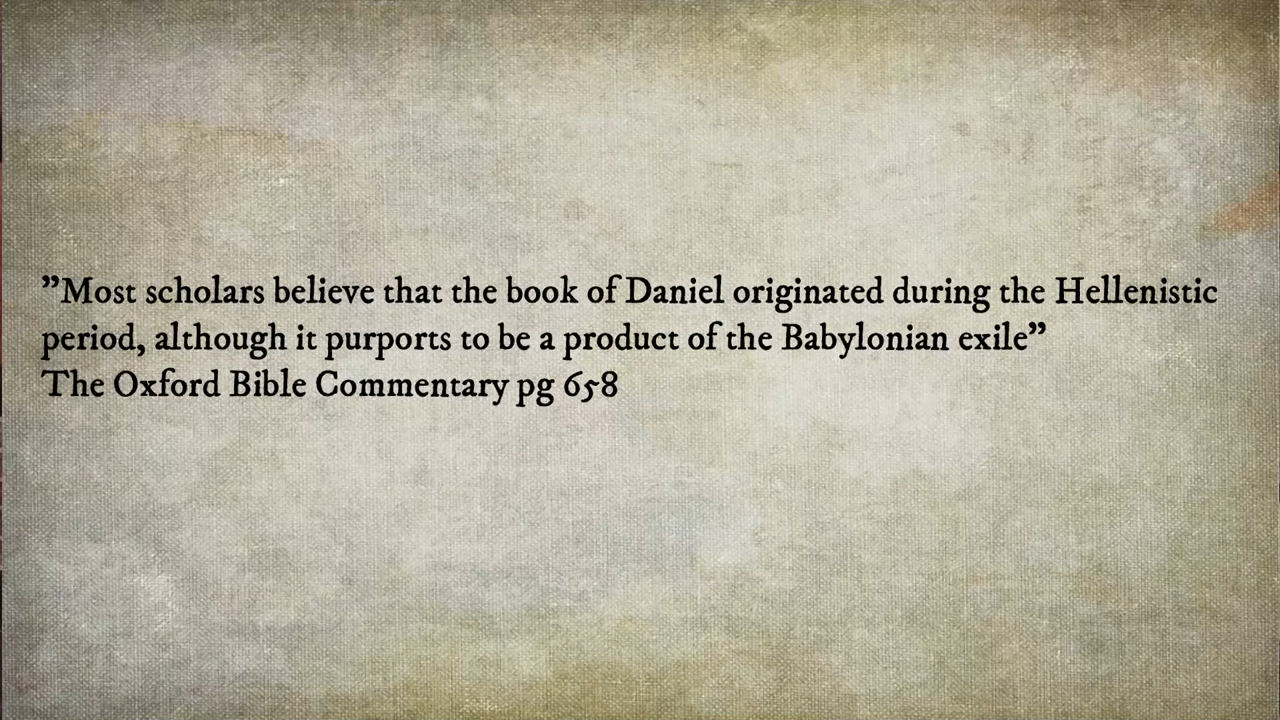 ”Most scholars believe that the book of Daniel originated during the Hellenistic
period, although it purports to be a product of the Babylonian exile”
The Oxford Bible Commentary pg 658